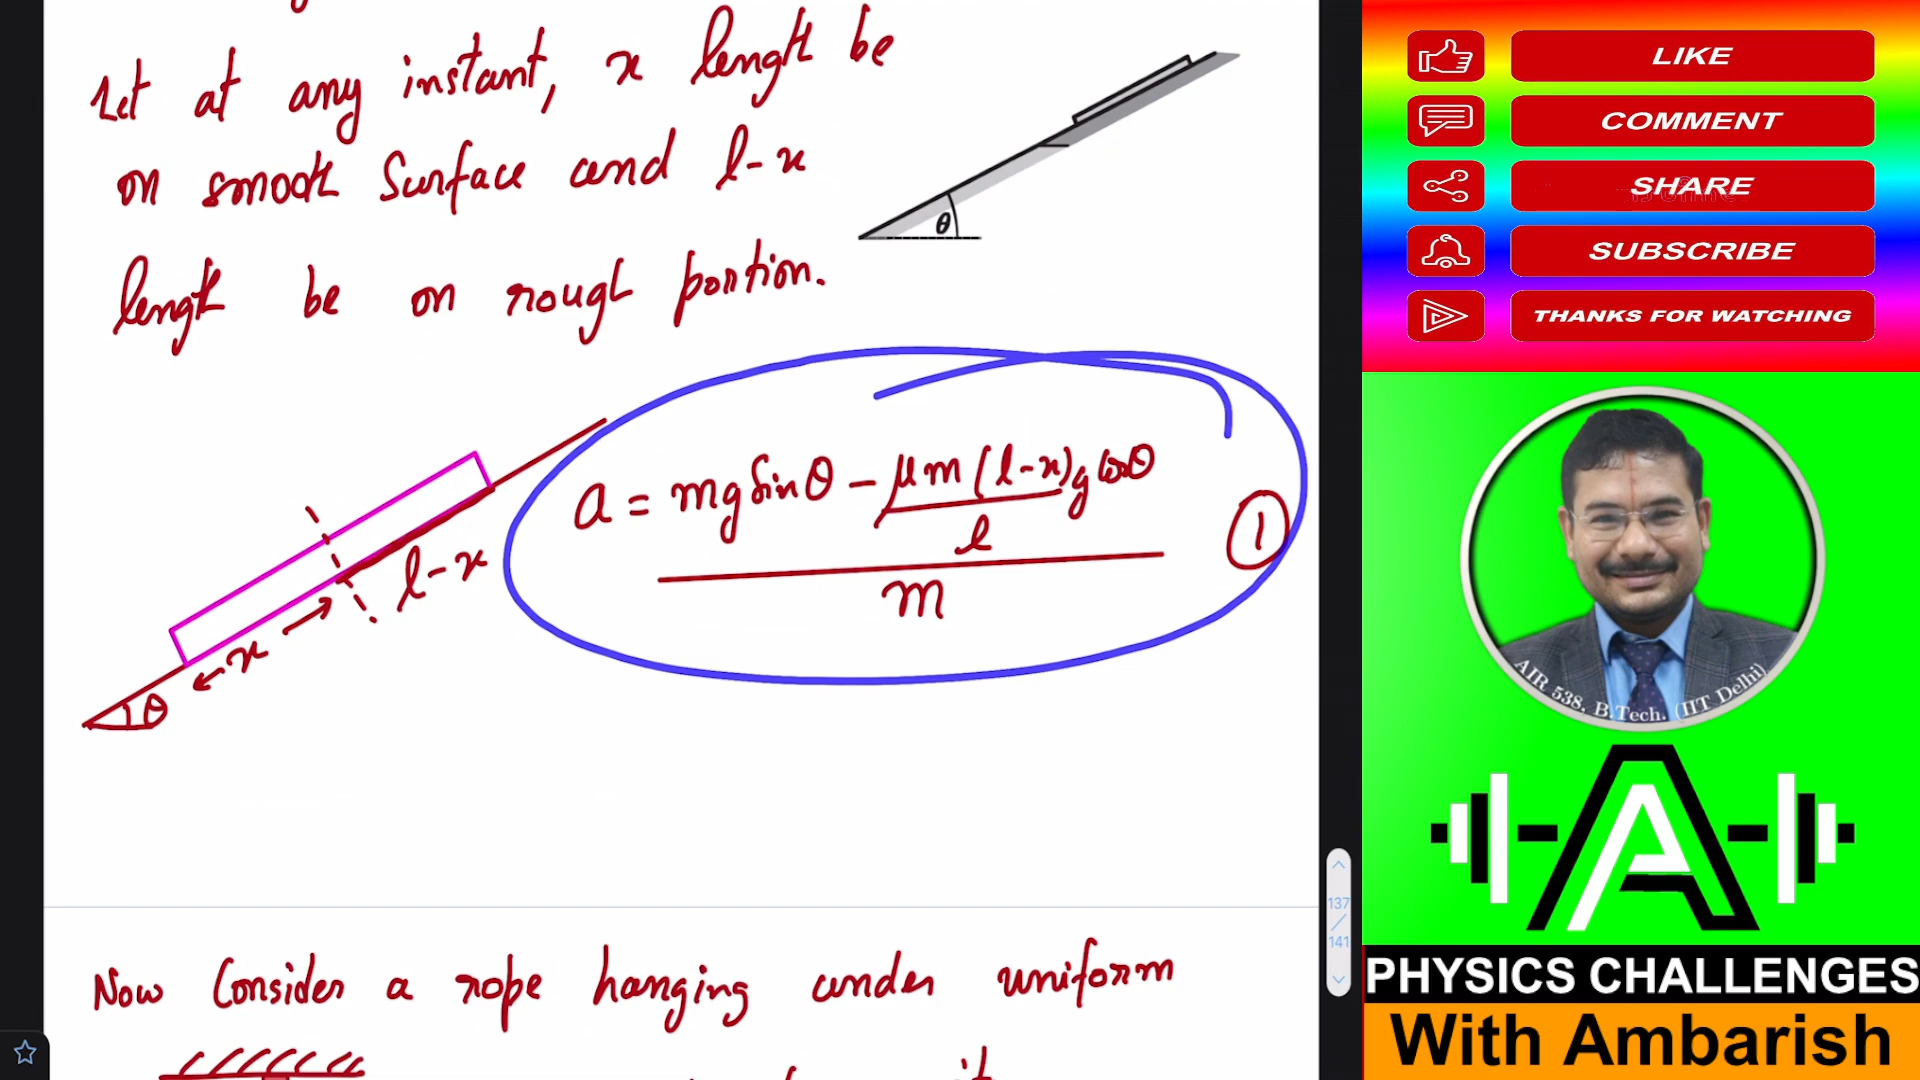 Let at any instant, x length be
on smooth Surface and l-x
length be on rough portion.
θ
a = mg sinθ - μm(l-x)g cosθ
l
m
1
l-x
x
θ
Now Consider a rope hanging under uniform
LIKE
COMMENT
SHARE
SUBSCRIBE
THANKS FOR WATCHING
AIR 538, B.Tech. (IIT Delhi)
A
137
/
141
PHYSICS CHALLENGES
With Ambarish